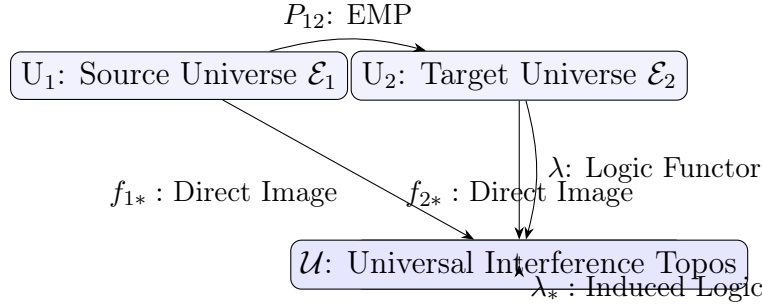 P₁₂: EMP
U₁: Source Universe ℰ₁
U₂: Target Universe ℰ₂
λ: Logic Functor
f₁* : Direct Image
f₂* : Direct Image
𝒰: Universal Interference Topos
λ* : Induced Logic